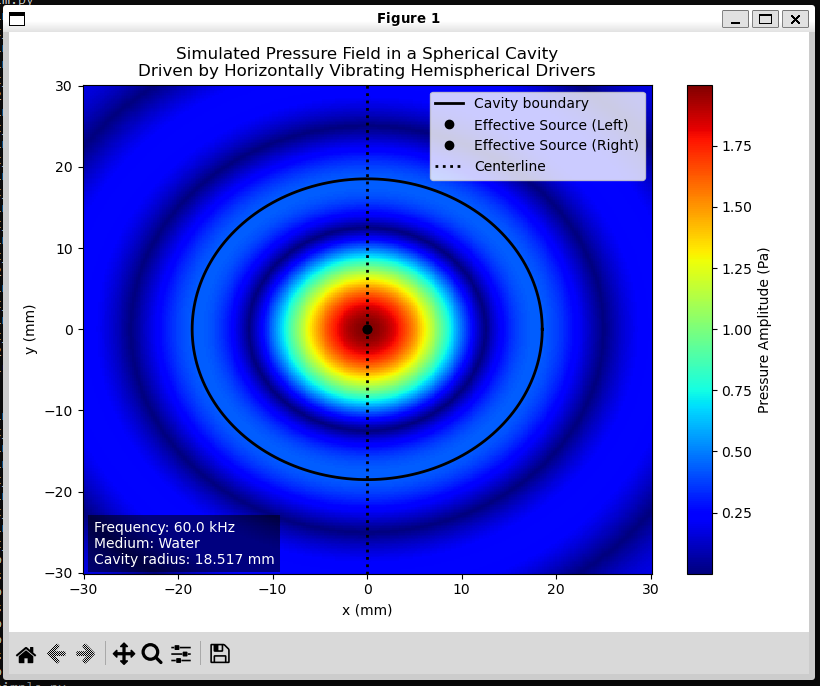 Figure 1
Simulated Pressure Field in a Spherical Cavity
Driven by Horizontally Vibrating Hemispherical Drivers
Cavity boundary
Effective Source (Left)
Effective Source (Right)
Centerline
30
20
10
0
−10
−20
−30
y (mm)
Frequency: 60.0 kHz
Medium: Water
Cavity radius: 18.517 mm
−30
−20
−10
0
10
20
30
x (mm)
1.75
1.50
1.25
1.00
0.75
0.50
0.25
Pressure Amplitude (Pa)